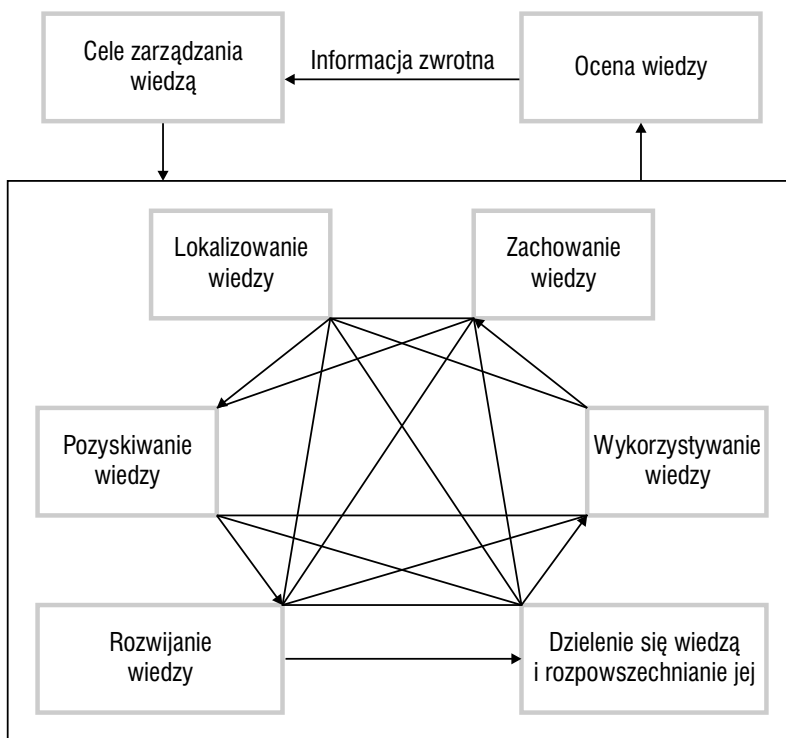 Cele zarządzania
wiedzą
Informacja zwrotna
Ocena wiedzy
Lokalizowanie
wiedzy
Zachowanie
wiedzy
Pozyskiwanie
wiedzy
Wykorzystywanie
wiedzy
Rozwijanie
wiedzy
Dzielenie się wiedzą
i rozpowszechnianie jej